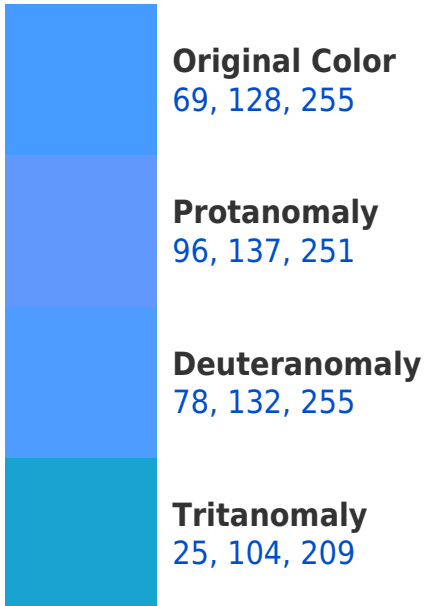 Original Color
69, 128, 255
Protanomaly
96, 137, 251
Deuteranomaly
78, 132, 255
Tritanomaly
25, 104, 209